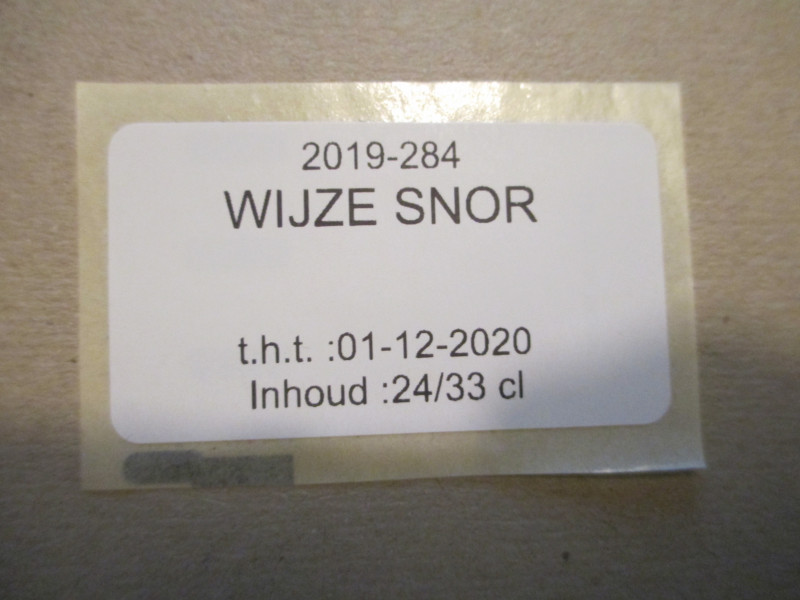 2019-284
WIJZE SNOR
t.h.t. :01-12-2020
Inhoud :24/33 cl